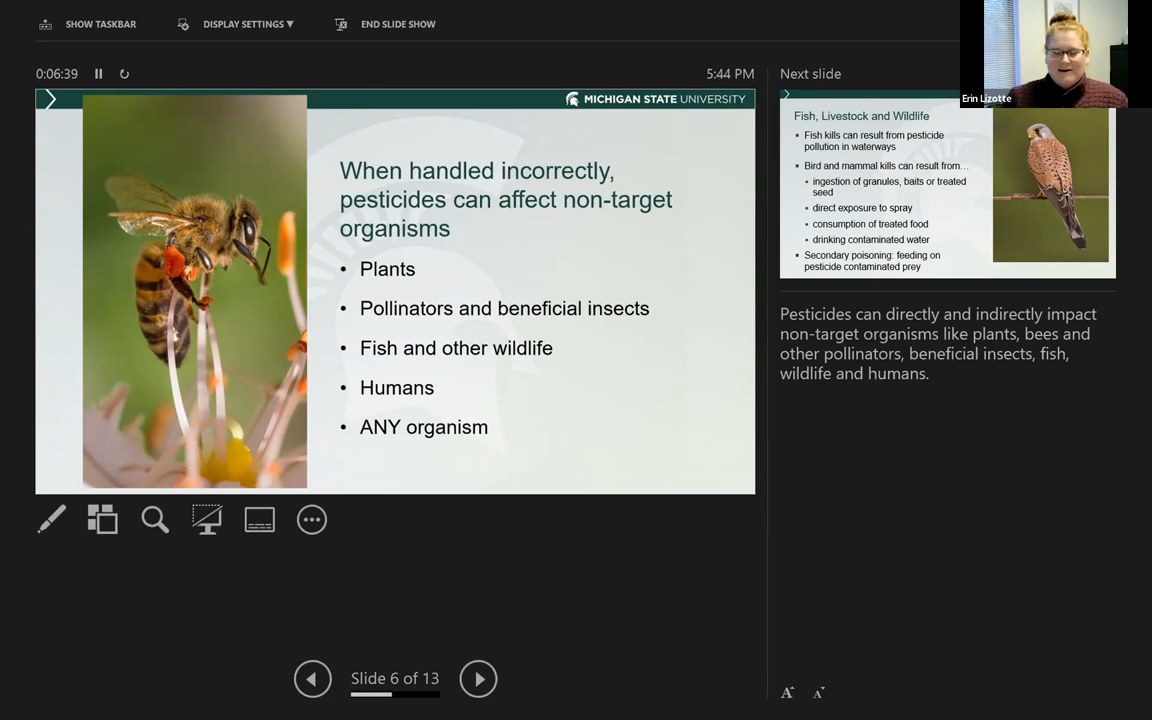 SHOW TASKBAR
DISPLAY SETTINGS ▼
END SLIDE SHOW
0:06:39
5:44 PM
MICHIGAN STATE UNIVERSITY
When handled incorrectly,
pesticides can affect non-target
organisms
• Plants
• Pollinators and beneficial insects
• Fish and other wildlife
• Humans
• ANY organism
Slide 6 of 13
Next slide
Erin Lizotte
Fish, Livestock and Wildlife
▪ Fish kills can result from pesticide
pollution in waterways
▪ Bird and mammal kills can result from…
• ingestion of granules, baits or treated
seed
• direct exposure to spray
• consumption of treated food
• drinking contaminated water
▪ Secondary poisoning: feeding on
pesticide contaminated prey
Pesticides can directly and indirectly impact
non-target organisms like plants, bees and
other pollinators, beneficial insects, fish,
wildlife and humans.
A A